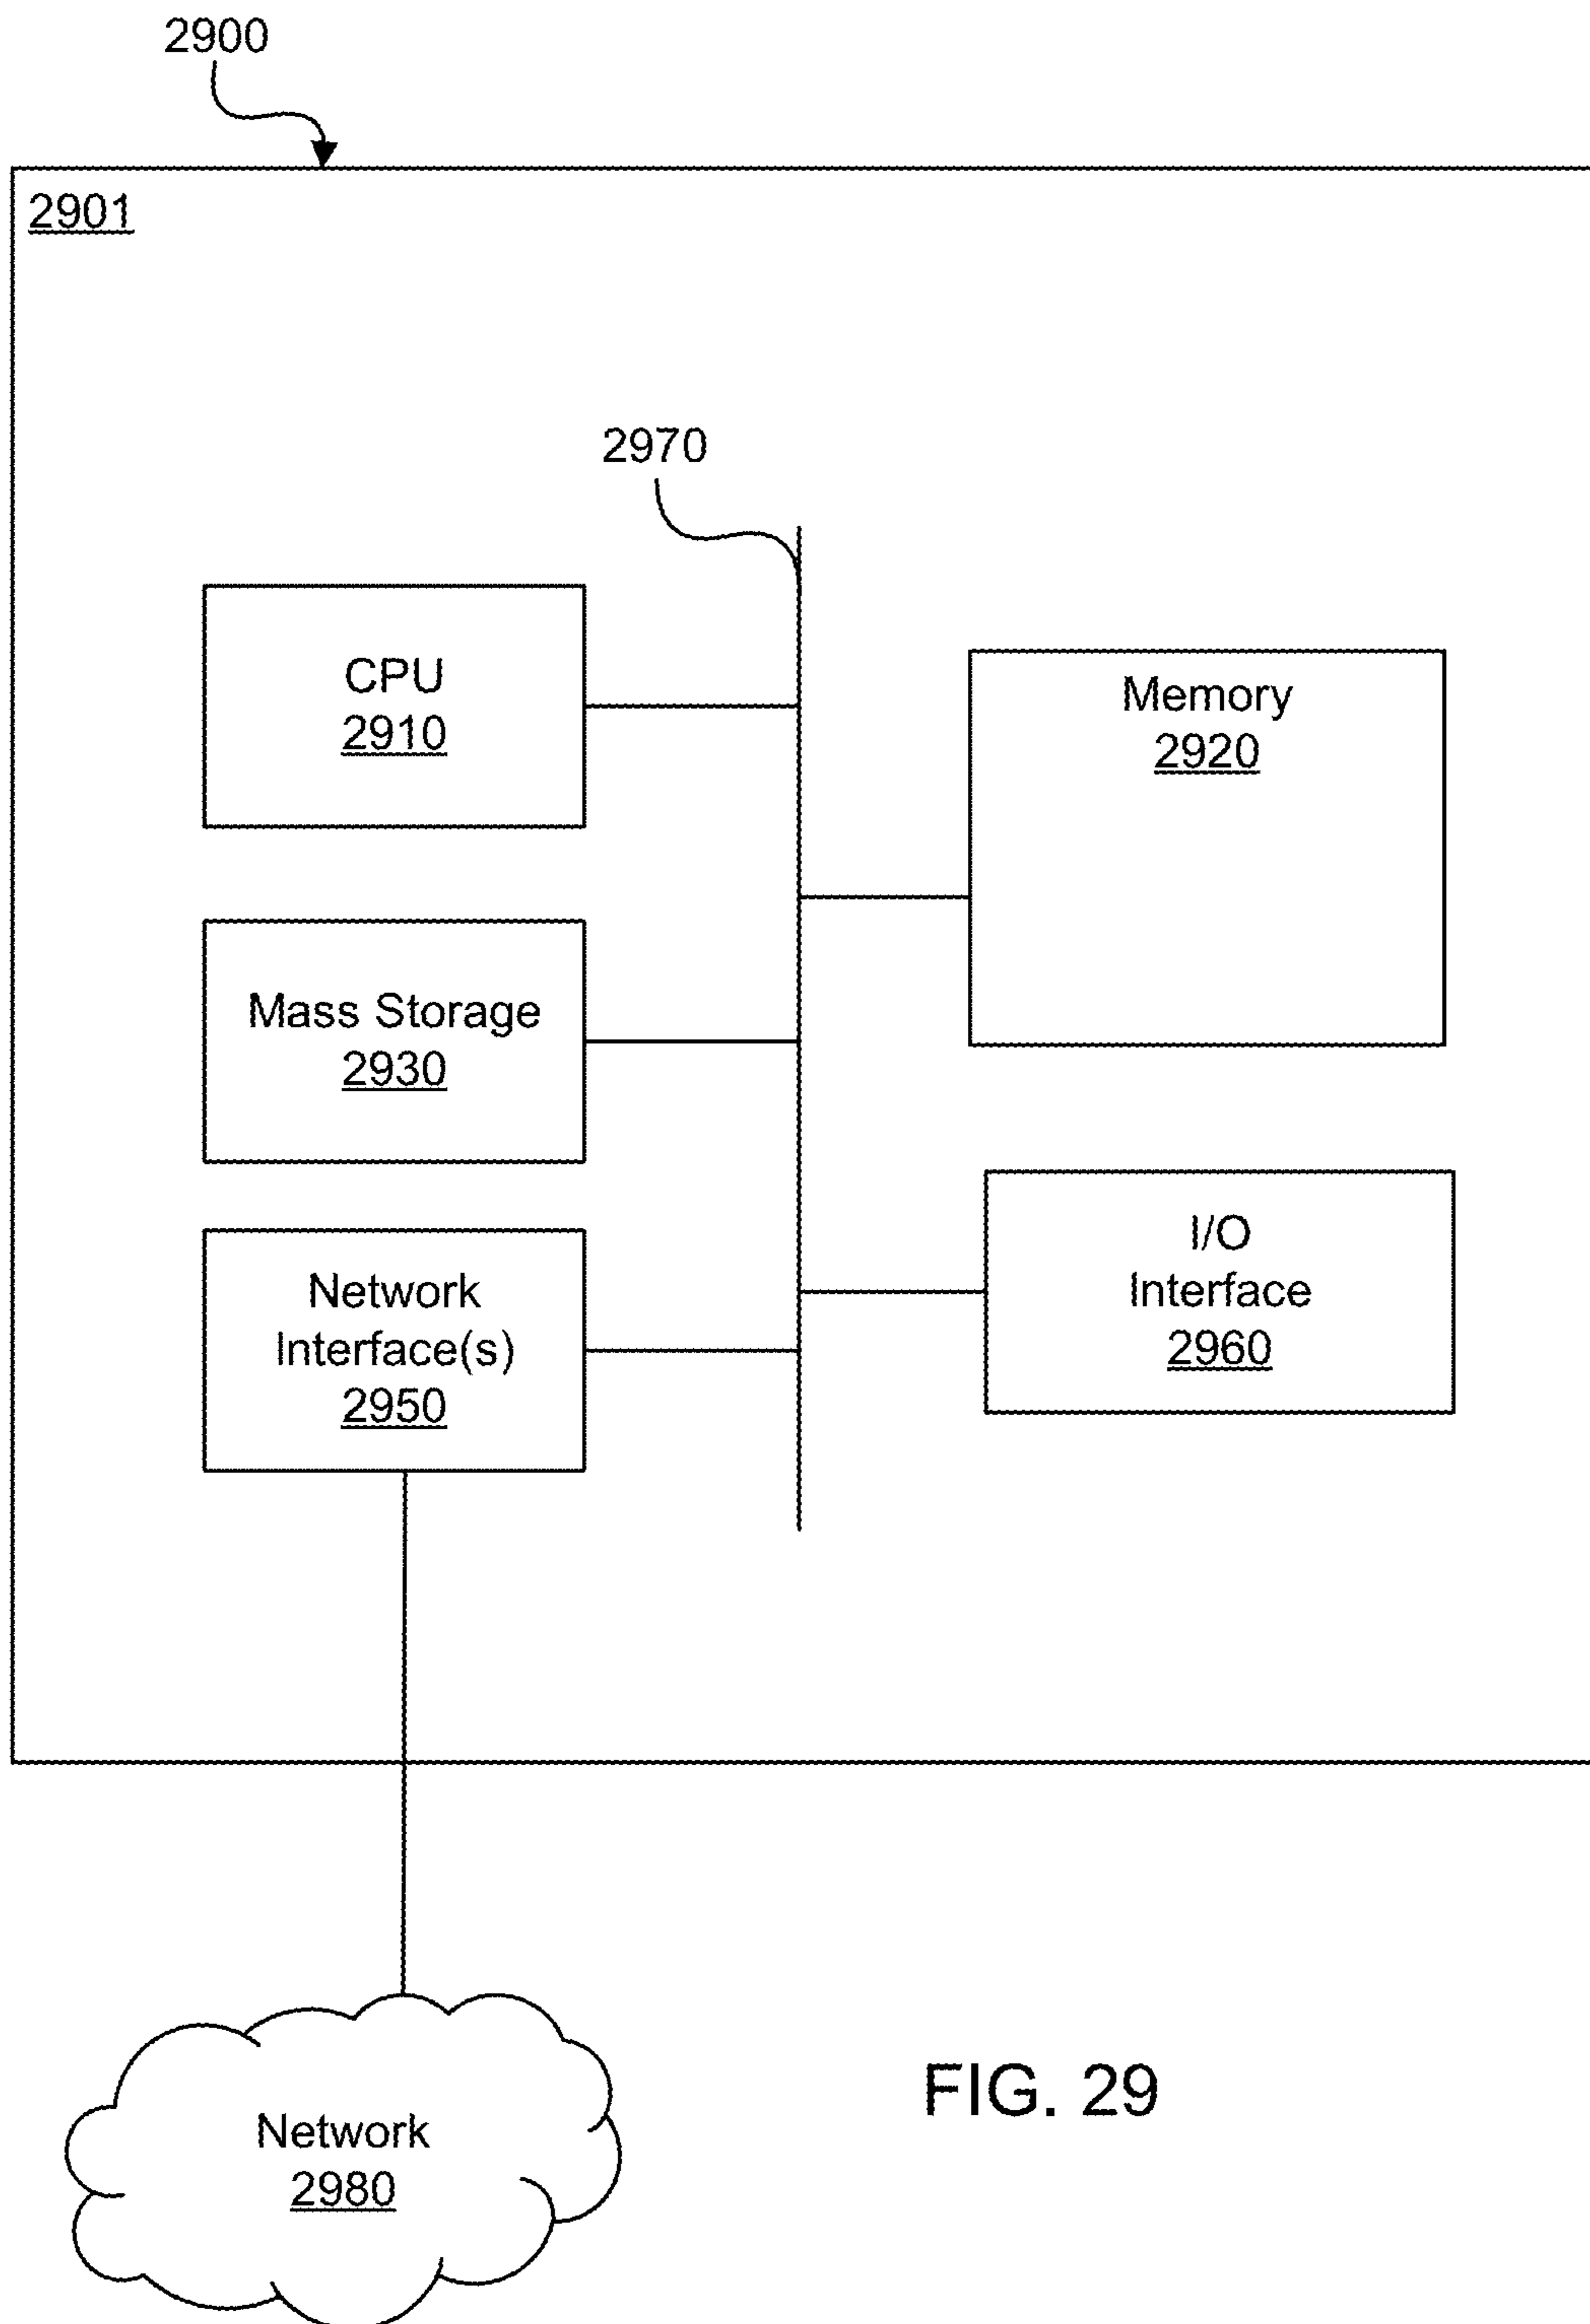 2900
2901
2970
CPU
2910
Memory
2920
Mass Storage
2930
I/O
Interface
2960
Network
Interface(s)
2950
Network
2980
FIG. 29